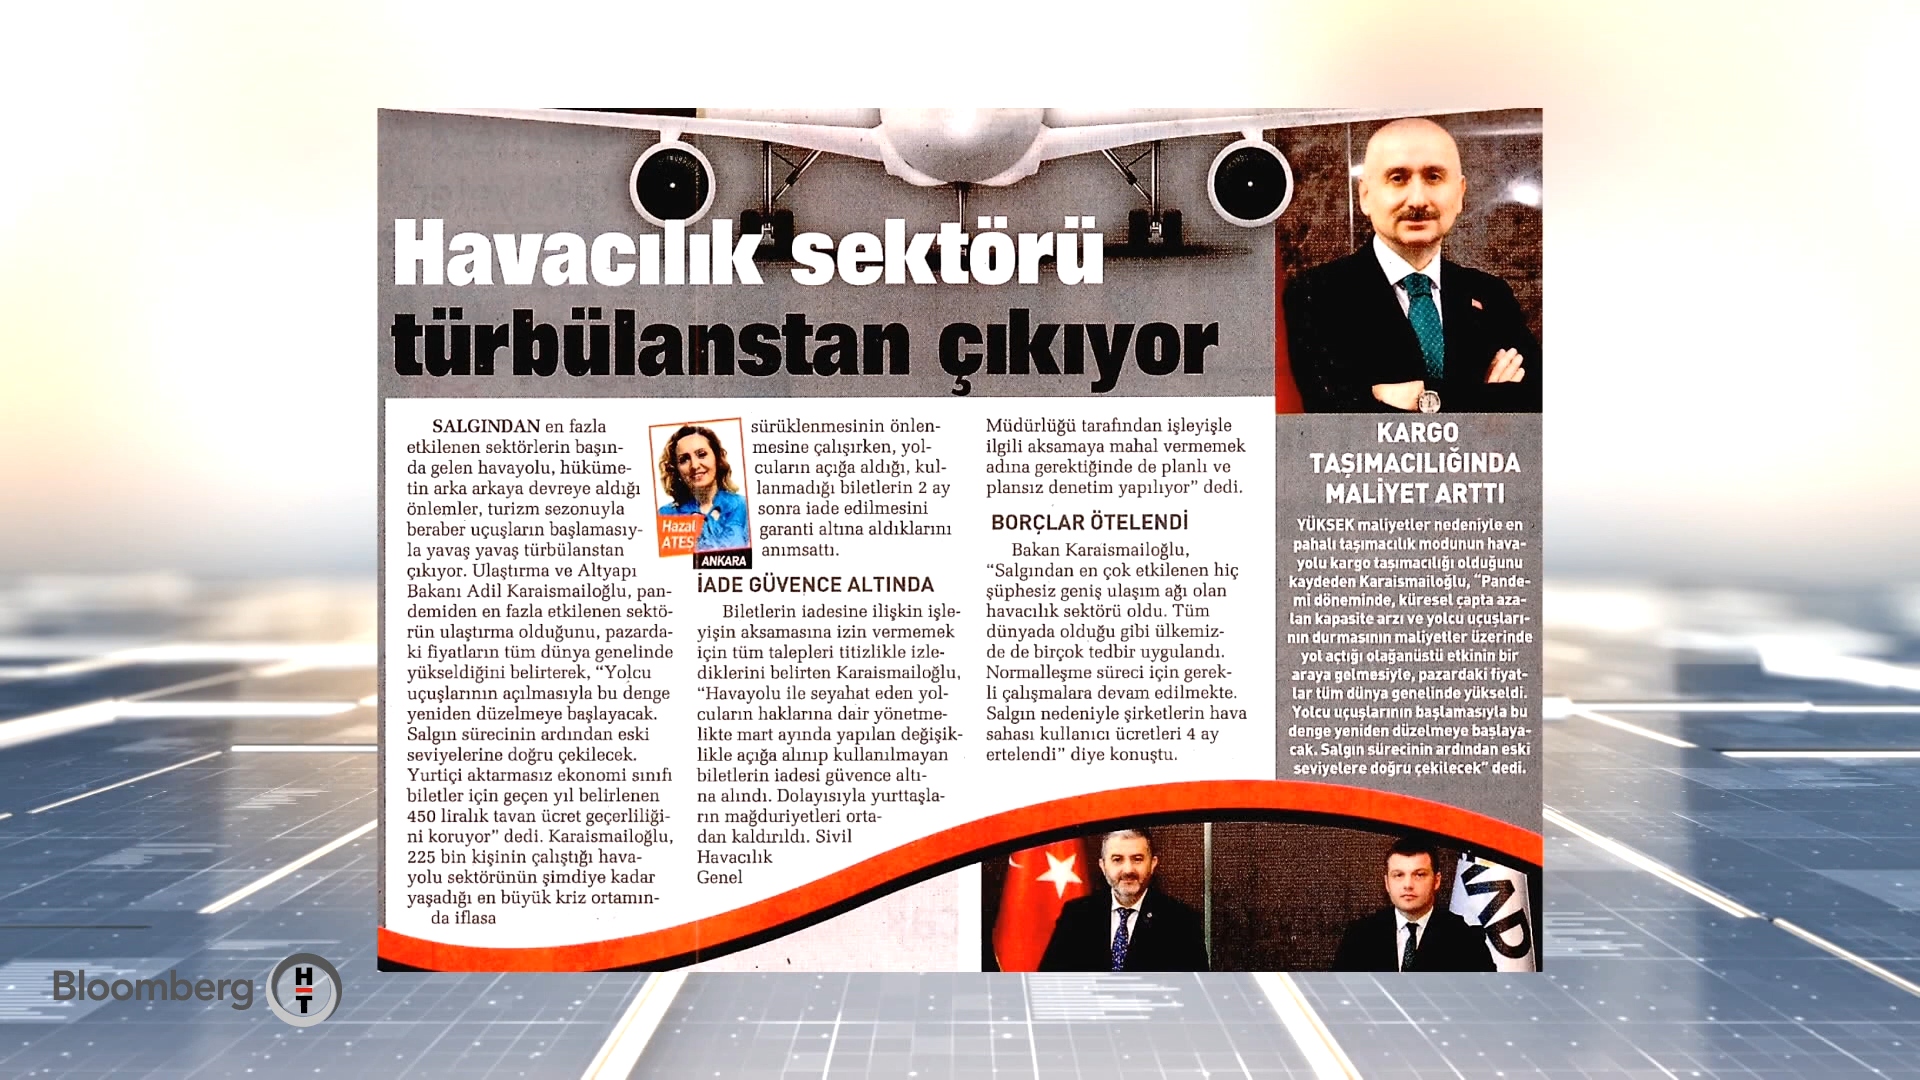 Havacılık sektörü
türbülanstan çıkıyor
SALGINDAN en fazla
etkilenen sektörlerin başın-
da gelen havayolu, hüküme-
tin arka arkaya devreye aldığı
önlemler, turizm sezonuyla
beraber uçuşların başlamasıy-
la yavaş yavaş türbülanstan
çıkıyor. Ulaştırma ve Altyapı
Bakanı Adil Karaismailoğlu, pan-
demiden en fazla etkilenen sektö-
rün ulaştırma olduğunu, pazarda-
ki fiyatların tüm dünya genelinde
yükseldiğini belirterek, “Yolcu
uçuşlarının açılmasıyla bu denge
yeniden düzelmeye başlayacak.
Salgın sürecinin ardından eski
seviyelerine doğru çekilecek.
Yurtiçi aktarmasız ekonomi sınıfı
biletler için geçen yıl belirlenen
450 liralık tavan ücret geçerliliği-
ni koruyor” dedi. Karaismailoğlu,
225 bin kişinin çalıştığı hava-
yolu sektörünün şimdiye kadar
yaşadığı en büyük kriz ortamın-
da iflasa
Hazal
ATEŞ
ANKARA
sürüklenmesinin önlen-
mesine çalışırken, yol-
cuların açığa aldığı, kul-
lanmadığı biletlerin 2 ay
sonra iade edilmesini
garanti altına aldıklarını
anımsattı.
İADE GÜVENCE ALTINDA
Biletlerin iadesine ilişkin işle-
yişin aksamasına izin vermemek
için tüm talepleri titizlikle izle-
diklerini belirten Karaismailoğlu,
“Havayolu ile seyahat eden yol-
cuların haklarına dair yönetme-
likte mart ayında yapılan değişik-
likle açığa alınıp kullanılmayan
biletlerin iadesi güvence altı-
na alındı. Dolayısıyla yurttaşla-
rın mağduriyetleri orta-
dan kaldırıldı. Sivil
Havacılık
Genel
Müdürlüğü tarafından işleyişle
ilgili aksamaya mahal vermemek
adına gerektiğinde de planlı ve
plansız denetim yapılıyor” dedi.
BORÇLAR ÖTELENDİ
Bakan Karaismailoğlu,
“Salgından en çok etkilenen hiç
şüphesiz geniş ulaşım ağı olan
havacılık sektörü oldu. Tüm
dünyada olduğu gibi ülkemiz-
de de birçok tedbir uygulandı.
Normalleşme süreci için gerek-
li çalışmalara devam edilmekte.
Salgın nedeniyle şirketlerin hava
sahası kullanıcı ücretleri 4 ay
ertelendi” diye konuştu.
KARGO
TAŞIMACILIĞINDA
MALİYET ARTTI
YÜKSEK maliyetler nedeniyle en
pahalı taşımacılık modunun hava-
yolu kargo taşımacılığı olduğunu
kaydeden Karaismailoğlu, “Pande-
mi döneminde, küresel çapta aza-
lan kapasite arzı ve yolcu uçuşları-
nın durmasının maliyetler üzerinde
yol açtığı olağanüstü etkinin bir
araya gelmesiyle, pazardaki fiyat-
lar tüm dünya genelinde yükseldi.
Yolcu uçuşlarının başlamasıyla bu
denge yeniden düzelmeye başlaya-
cak. Salgın sürecinin ardından eski
seviyelere doğru çekilecek” dedi.
Bloomberg HT